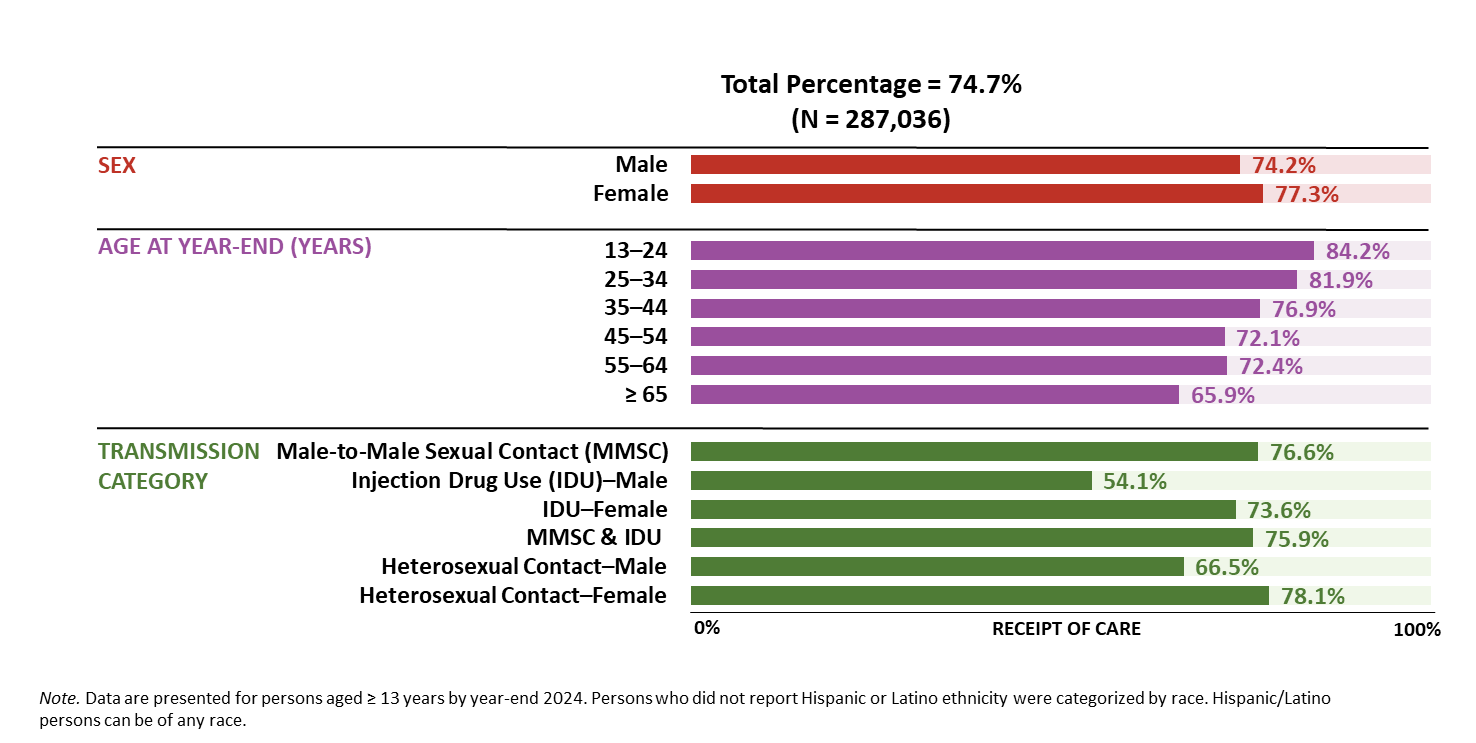 Total Percentage = 74.7%
(N = 287,036)
SEX
Male 74.2%
Female 77.3%
AGE AT YEAR-END (YEARS)
13–24 84.2%
25–34 81.9%
35–44 76.9%
45–54 72.1%
55–64 72.4%
≥ 65 65.9%
TRANSMISSION CATEGORY
Male-to-Male Sexual Contact (MMSC) 76.6%
Injection Drug Use (IDU)–Male 54.1%
IDU–Female 73.6%
MMSC & IDU 75.9%
Heterosexual Contact–Male 66.5%
Heterosexual Contact–Female 78.1%
0% RECEIPT OF CARE 100%
Note. Data are presented for persons aged ≥ 13 years by year-end 2024. Persons who did not report Hispanic or Latino ethnicity were categorized by race. Hispanic/Latino
persons can be of any race.